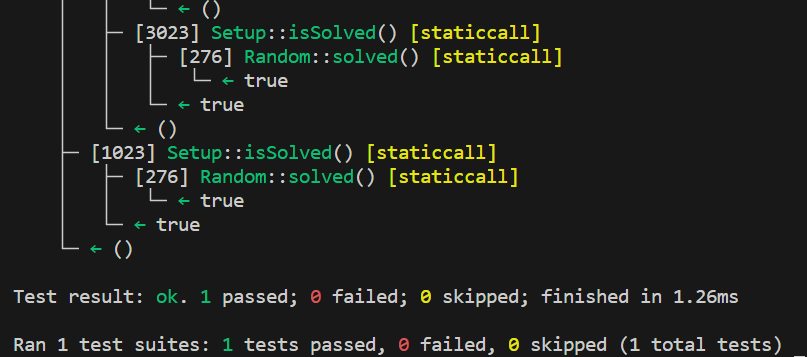 ← ()
[3023] Setup::isSolved() [staticcall]
[276] Random::solved() [staticcall]
← true
← true
← ()
[1023] Setup::isSolved() [staticcall]
[276] Random::solved() [staticcall]
← true
← true
← ()
Test result: ok. 1 passed; 0 failed; 0 skipped; finished in 1.26ms
Ran 1 test suites: 1 tests passed, 0 failed, 0 skipped (1 total tests)